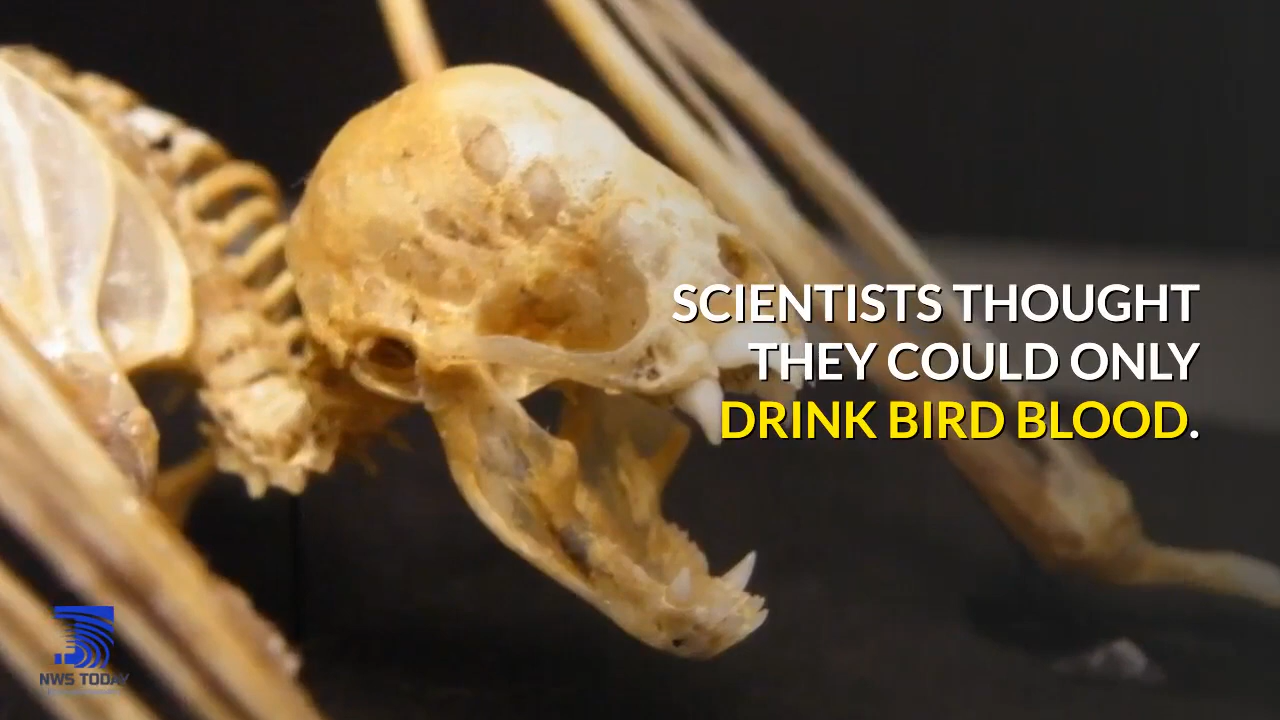 SCIENTISTS THOUGHT
THEY COULD ONLY
DRINK BIRD BLOOD.
NWS TODAY